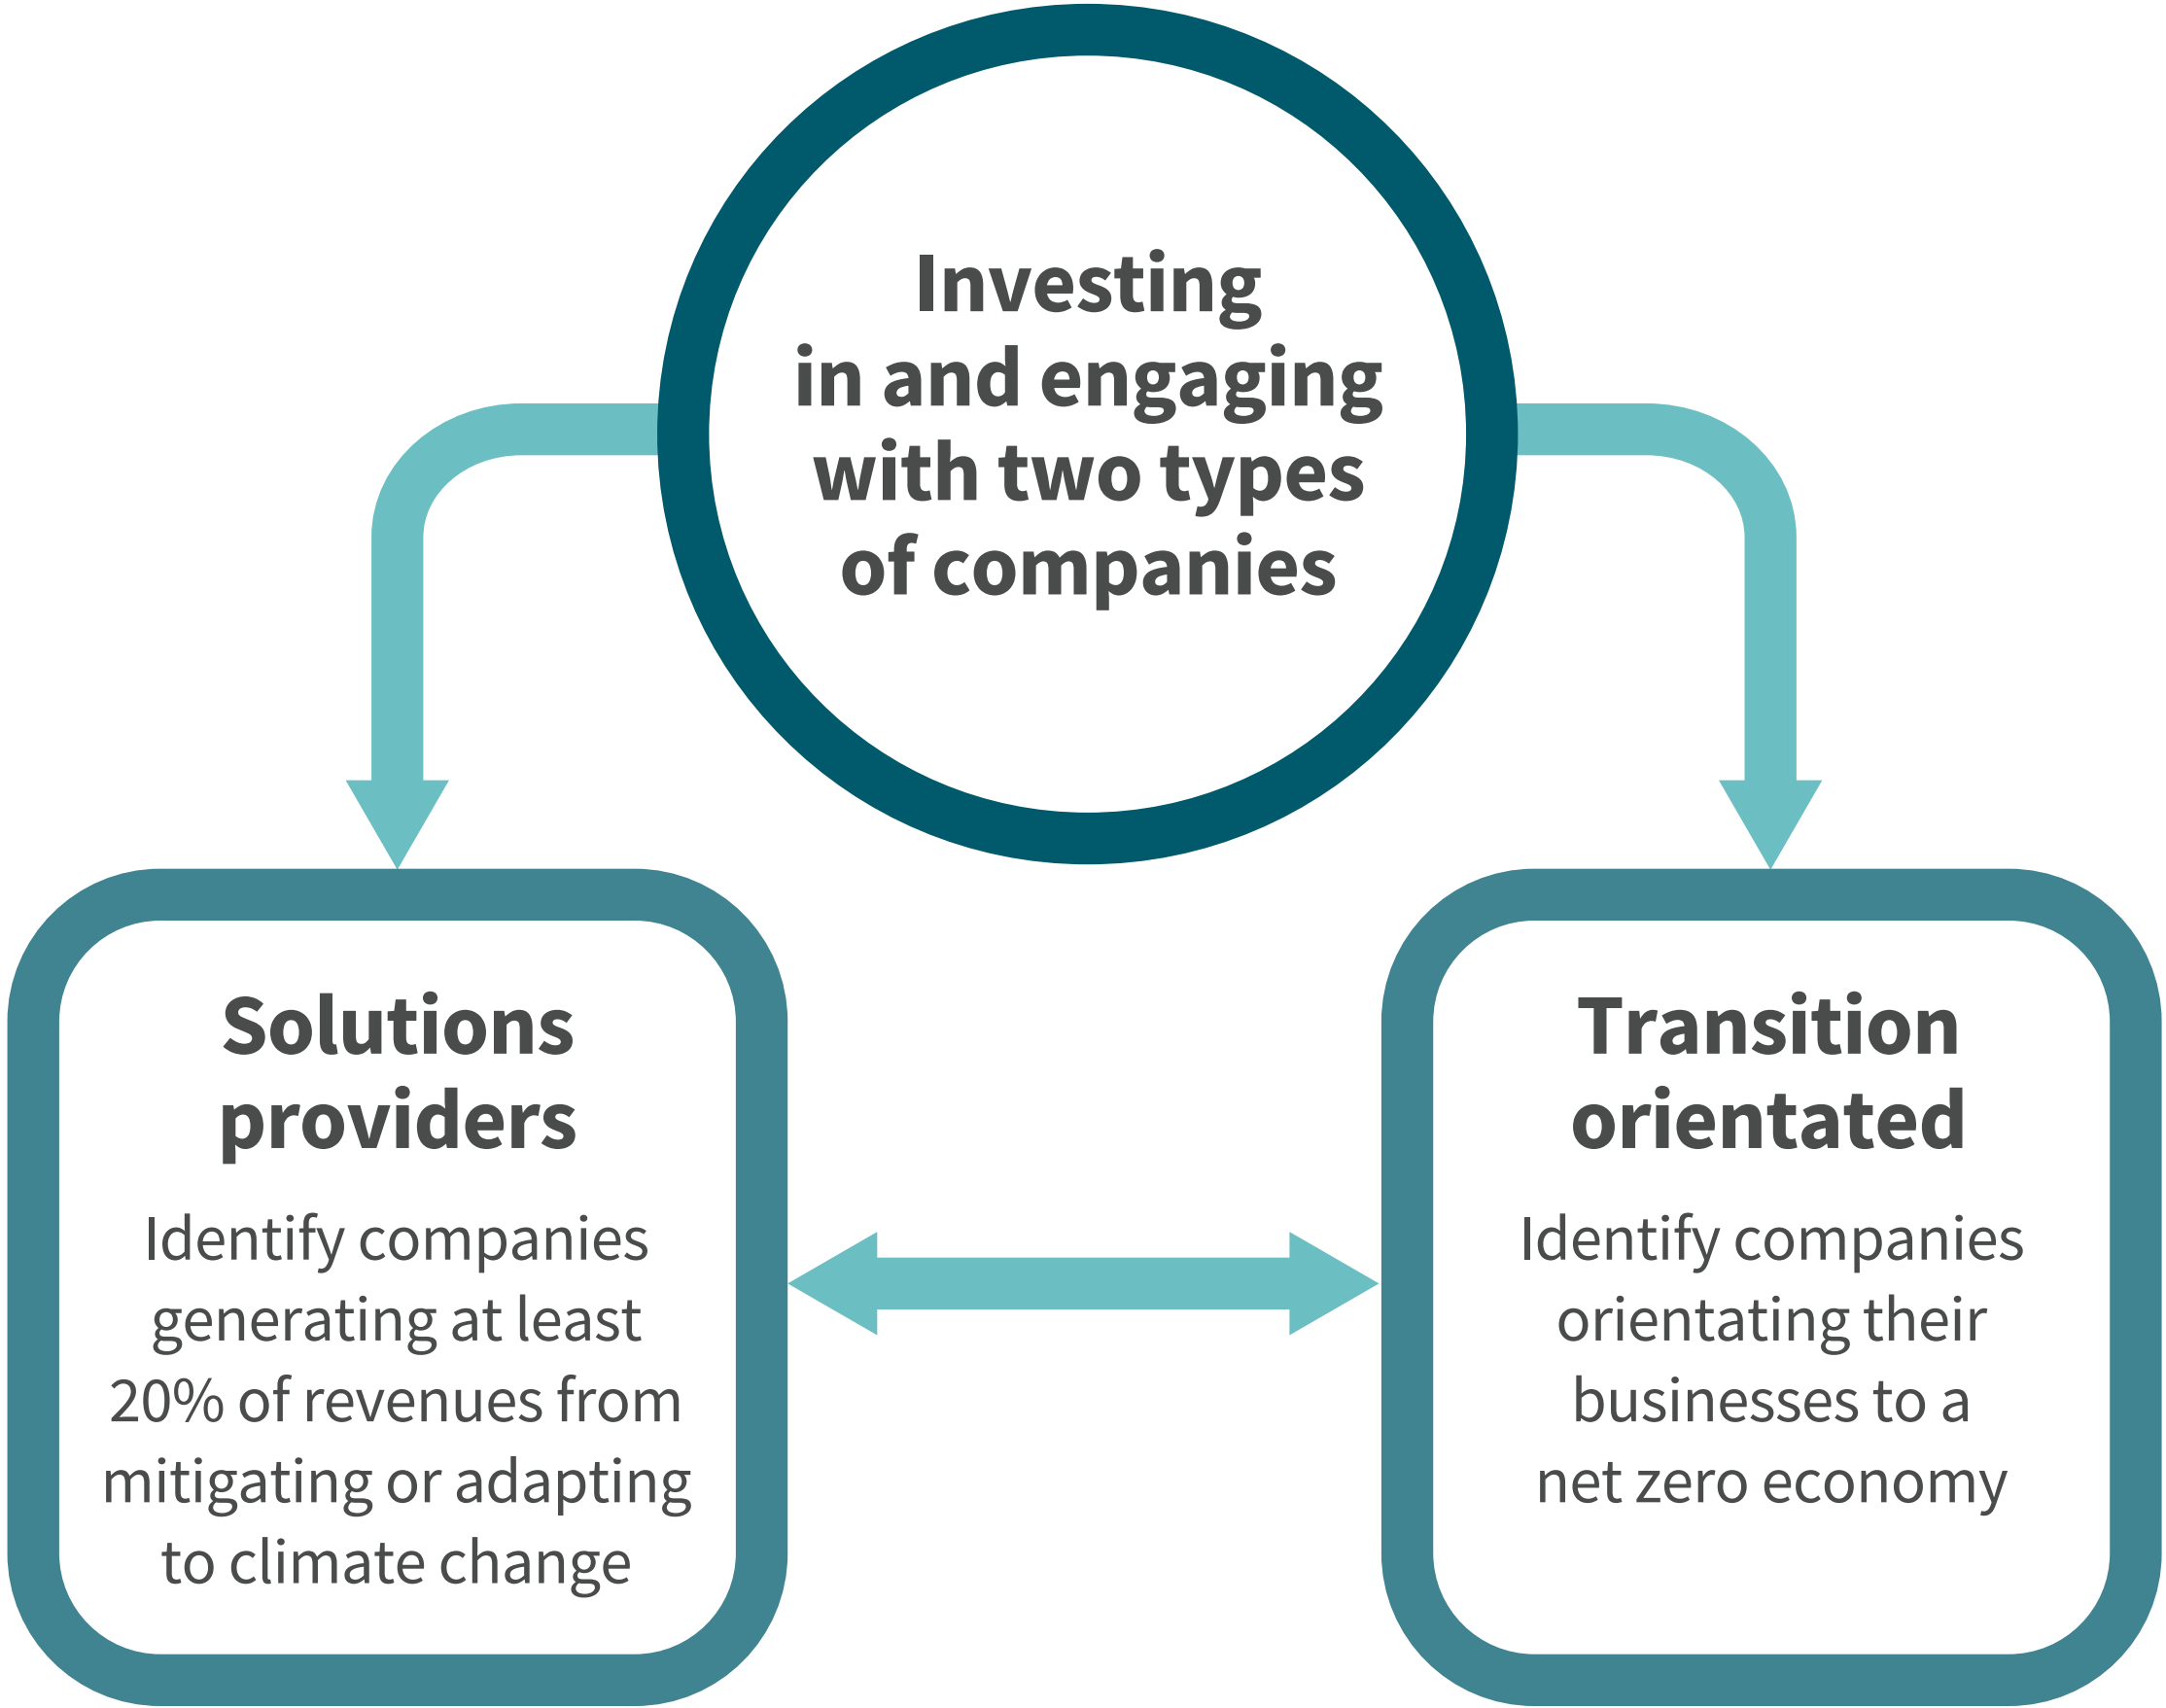 Investing
in and engaging
with two types
of companies
Solutions
providers
Identify companies
generating at least
20% of revenues from
mitigating or adapting
to climate change
Transition
orientated
Identify companies
orientating their
businesses to a
net zero economy